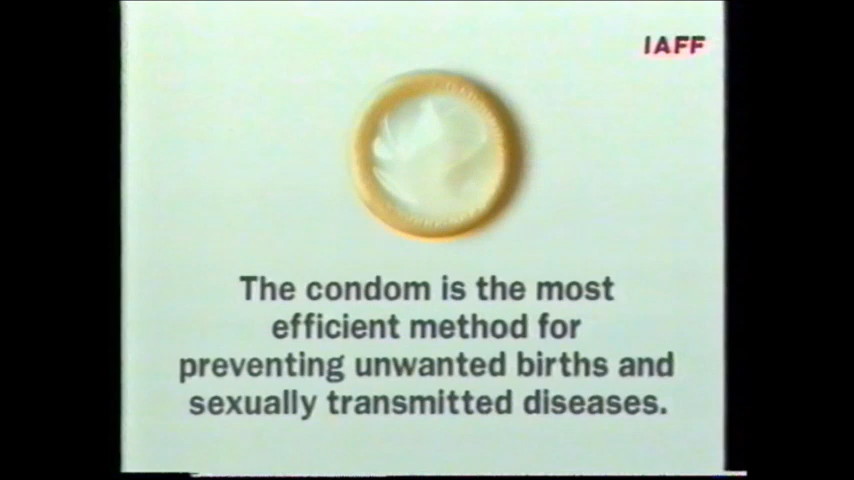 IAFF
The condom is the most
efficient method for
preventing unwanted births and
sexually transmitted diseases.